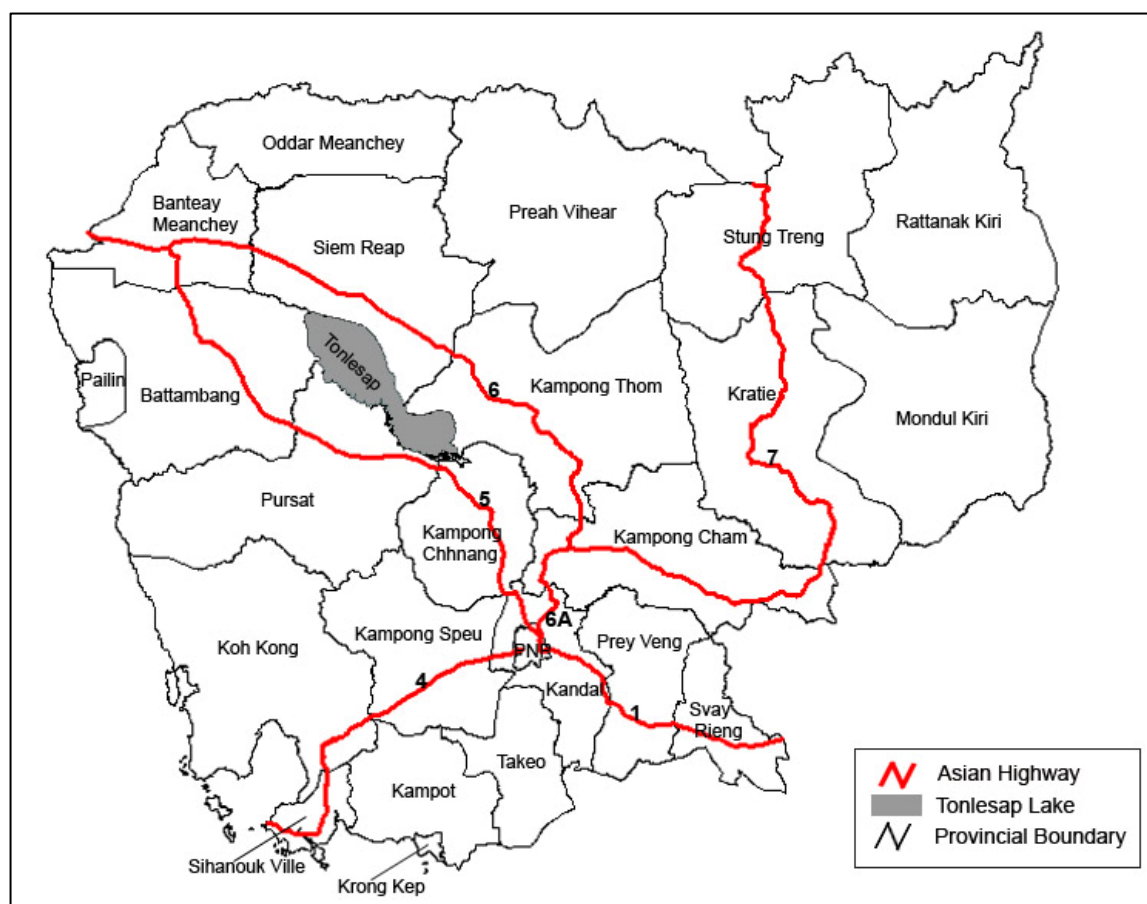 Oddar Meanchey
Banteay
Meanchey
Preah Vihear
Rattanak Kiri
Stung Treng
Siem Reap
Tonlesap
Pailin
Battambang
6
Kampong Thom
Kratie
Mondul Kiri
7
Pursat
5
Kampong
Chhnang
Kampong Cham
6A
Kampong Speu
Prey Veng
Koh Kong
PNP
4
Kandal
1
Svay
Rieng
Takeo
Kampot
Sihanouk Ville
Krong Kep
Asian Highway
Tonlesap Lake
Provincial Boundary